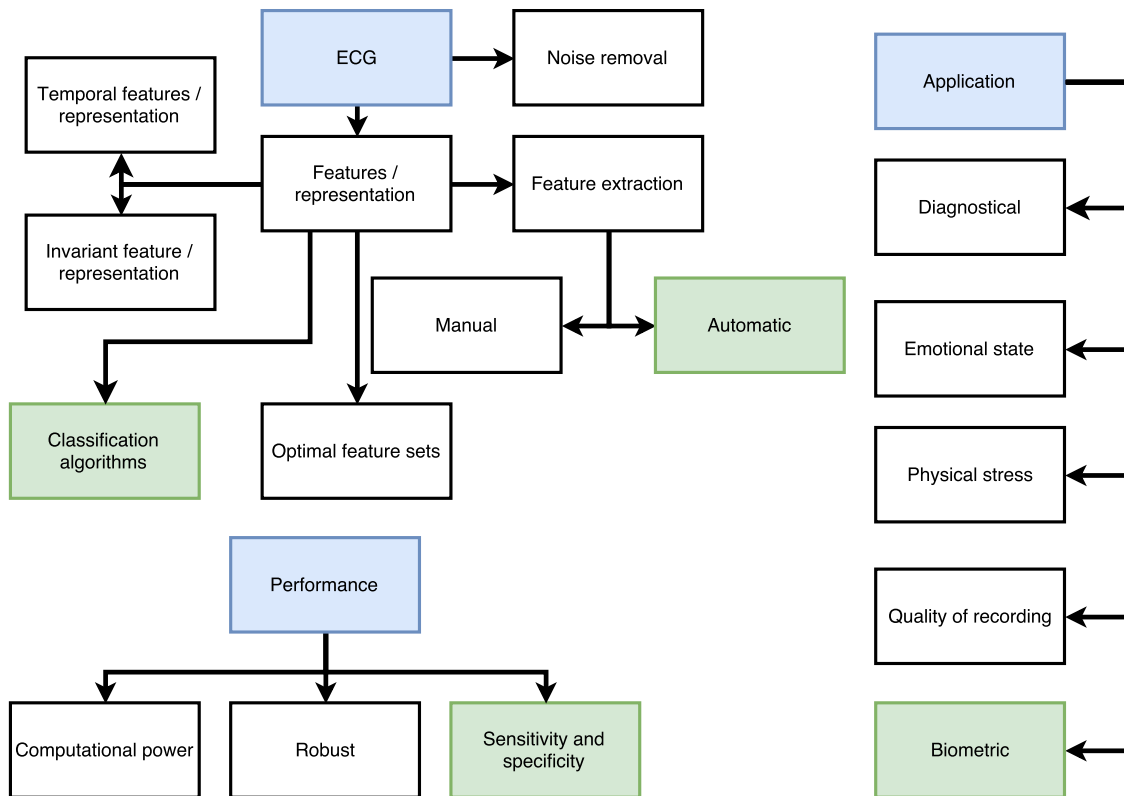 ECG
Noise removal
Application
Temporal features /
representation
Features /
representation
Feature extraction
Diagnostical
Invariant feature /
representation
Manual
Automatic
Emotional state
Classification
algorithms
Optimal feature sets
Physical stress
Performance
Quality of recording
Computational power
Robust
Sensitivity and
specificity
Biometric